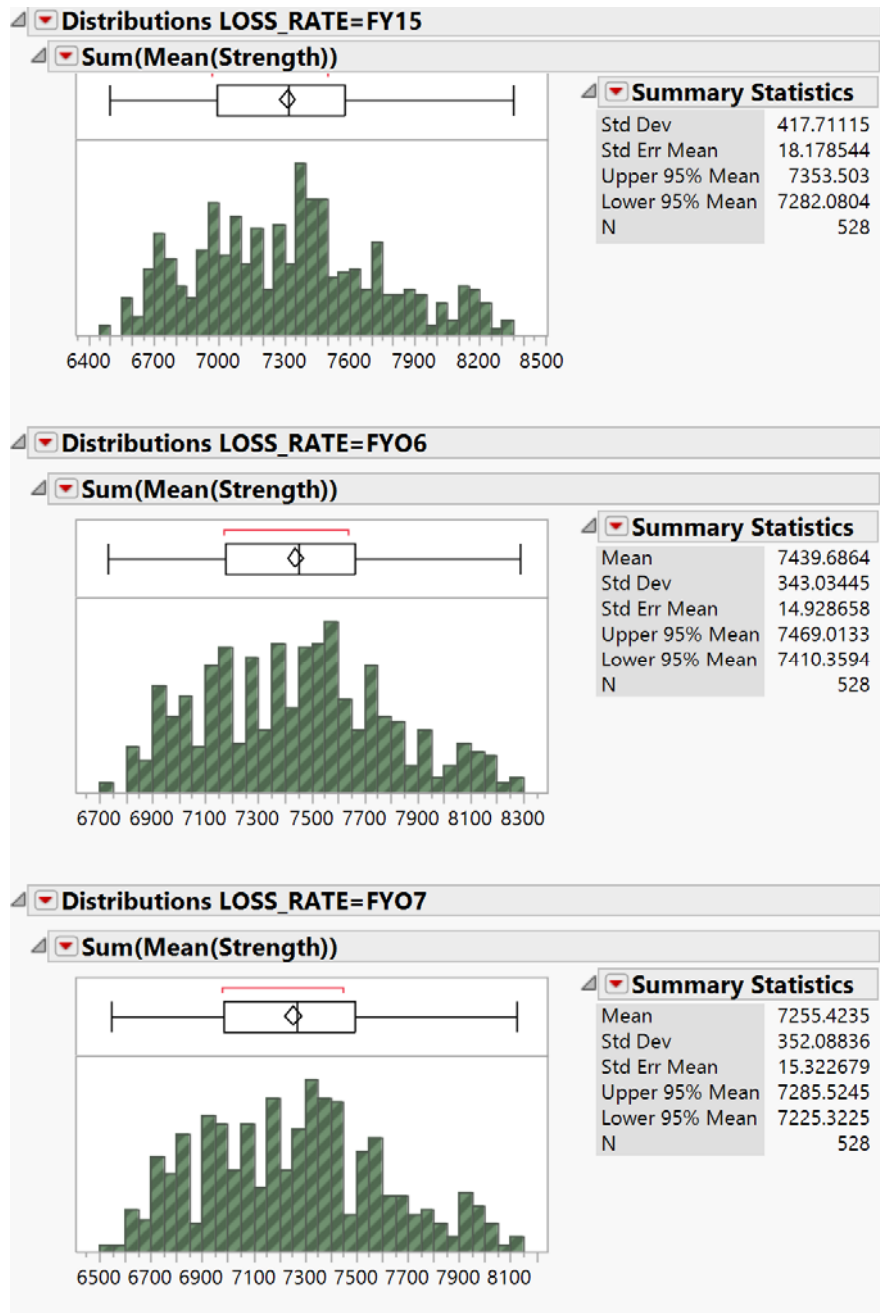 Distributions LOSS_RATE=FY15
Sum(Mean(Strength))
Summary Statistics
Std Dev 417.71115
Std Err Mean 18.178544
Upper 95% Mean 7353.503
Lower 95% Mean 7282.0804
N 528
6400 6700 7000 7300 7600 7900 8200 8500
Distributions LOSS_RATE=FYO6
Sum(Mean(Strength))
Summary Statistics
Mean 7439.6864
Std Dev 343.03445
Std Err Mean 14.928658
Upper 95% Mean 7469.0133
Lower 95% Mean 7410.3594
N 528
6700 6900 7100 7300 7500 7700 7900 8100 8300
Distributions LOSS_RATE=FYO7
Sum(Mean(Strength))
Summary Statistics
Mean 7255.4235
Std Dev 352.08836
Std Err Mean 15.322679
Upper 95% Mean 7285.5245
Lower 95% Mean 7225.3225
N 528
6500 6700 6900 7100 7300 7500 7700 7900 8100